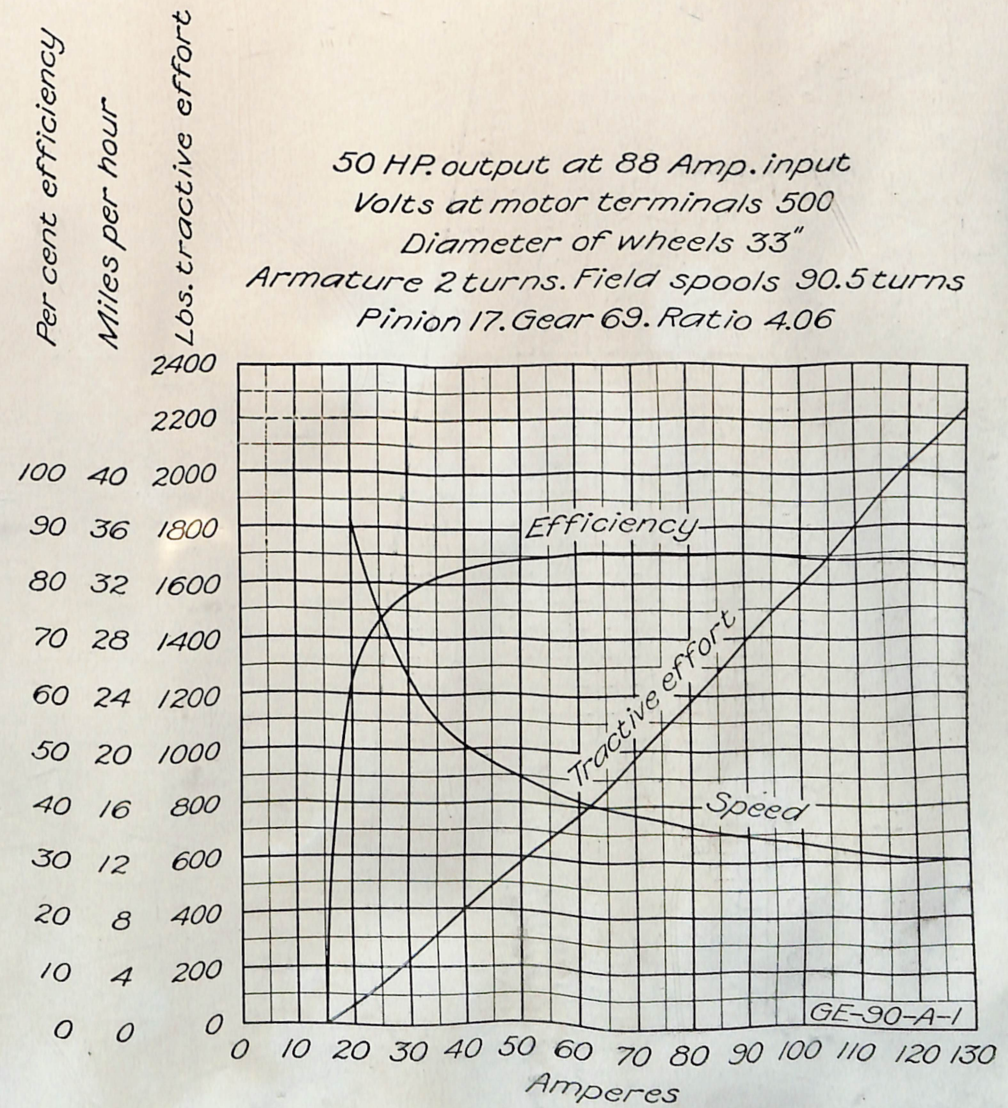 Per cent efficiency
Miles per hour
Lbs. tractive effort
50 HP. output at 88 Amp. input
Volts at motor terminals 500
Diameter of wheels 33"
Armature 2 turns. Field spools 90.5 turns
Pinion 17. Gear 69. Ratio 4.06
2400
2200
100 40 2000
90 36 1800
80 32 1600
70 28 1400
60 24 1200
50 20 1000
40 16 800
30 12 600
20 8 400
10 4 200
0 0 0
Efficiency
Tractive effort
Speed
GE-90-A-1
0 10 20 30 40 50 60 70 80 90 100 110 120 130
Amperes